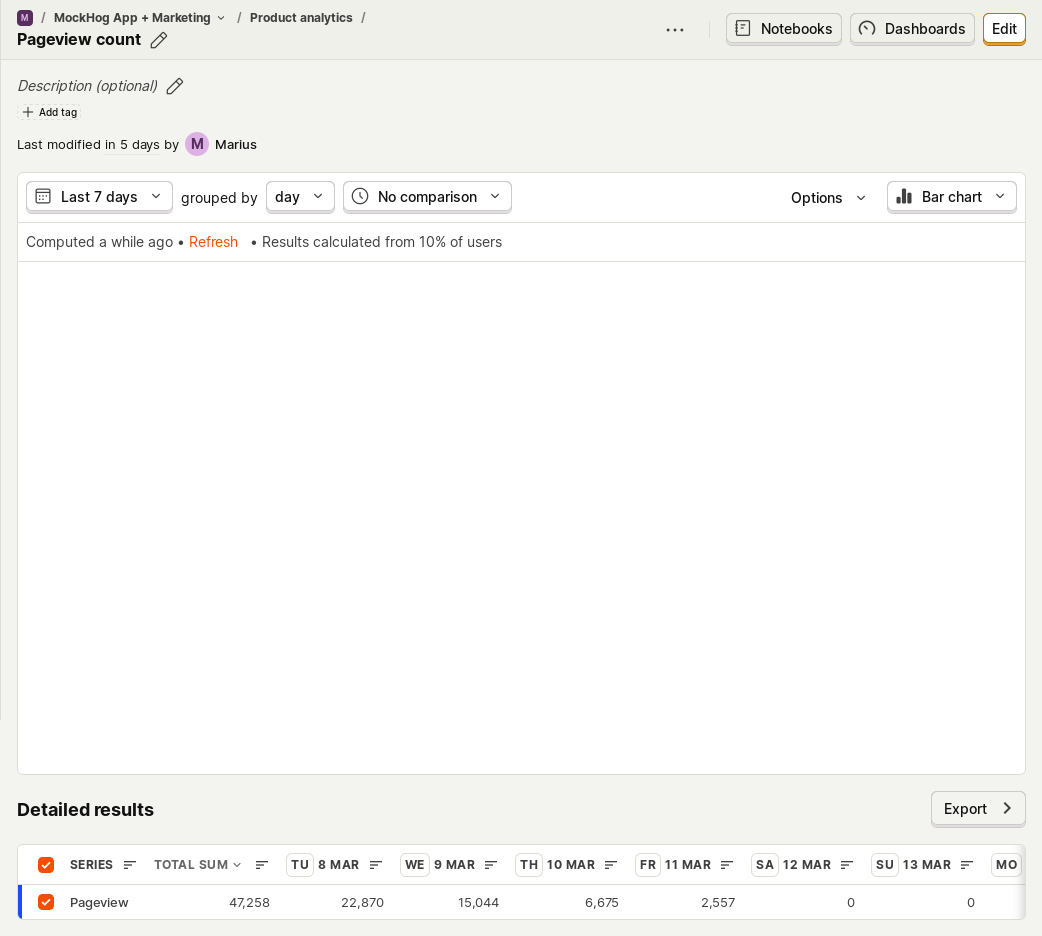 M / MockHog App + Marketing / Product analytics /
Pageview count
Notebooks
Dashboards
Edit
Description (optional)
Add tag
Last modified in 5 days by M Marius
Last 7 days grouped by day No comparison Options Bar chart
Computed a while ago • Refresh • Results calculated from 10% of users
Detailed results
Export
SERIES TOTAL SUM TU 8 MAR WE 9 MAR TH 10 MAR FR 11 MAR SA 12 MAR SU 13 MAR MO
Pageview 47,258 22,870 15,044 6,675 2,557 0 0